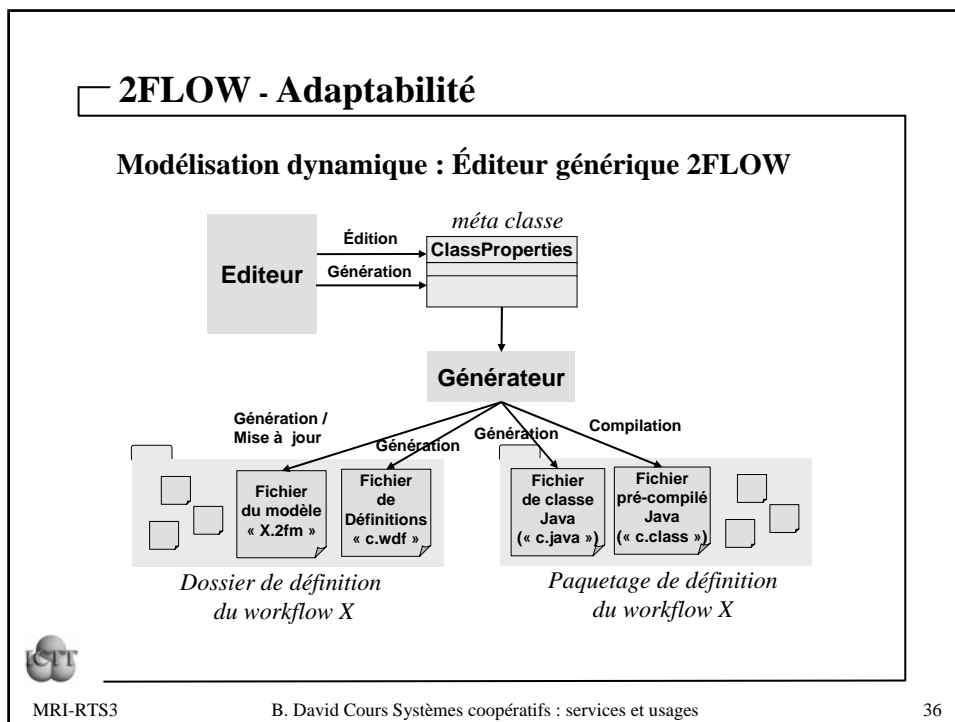 2FLOW - Adaptabilité
Modélisation dynamique : Éditeur générique 2FLOW
méta classe
Édition
ClassProperties
Editeur
Génération
Générateur
Génération /
Mise à jour
Génération
Génération
Compilation
Fichier
du modèle
« X.2fm »
Fichier
de
Définitions
« c.wdf »
Fichier
de classe
Java
(« c.java »)
Fichier
pré-compilé
Java
(« c.class »)
Dossier de définition
du workflow X
Paquetage de définition
du workflow X
ICTT
MRI-RTS3
B. David Cours Systèmes coopératifs : services et usages
36